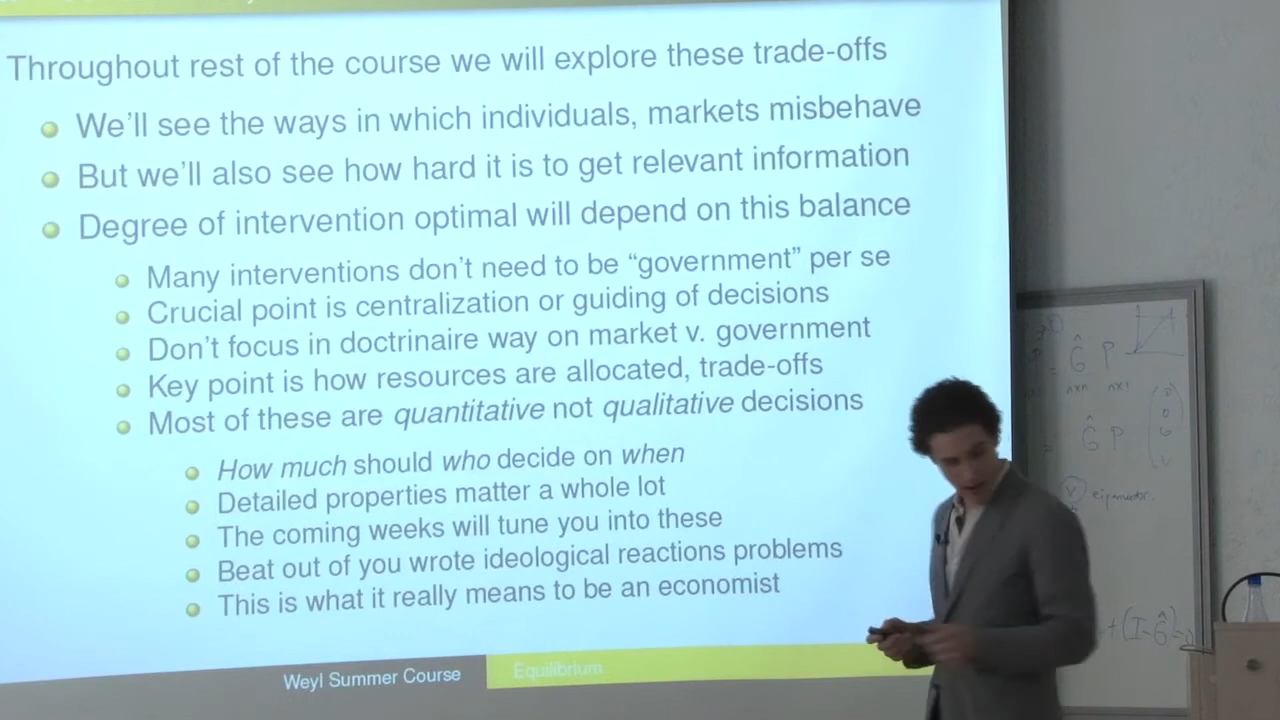 Throughout rest of the course we will explore these trade-offs
We'll see the ways in which individuals, markets misbehave
But we'll also see how hard it is to get relevant information
Degree of intervention optimal will depend on this balance
Many interventions don't need to be “government” per se
Crucial point is centralization or guiding of decisions
Don't focus in doctrinaire way on market v. government
Key point is how resources are allocated, trade-offs
Most of these are quantitative not qualitative decisions
How much should who decide on when
Detailed properties matter a whole lot
The coming weeks will tune you into these
Beat out of you wrote ideological reactions problems
This is what it really means to be an economist
Weyl Summer Course Equilibrium
= Ĝ P
n×n n×1
= Ĝ P